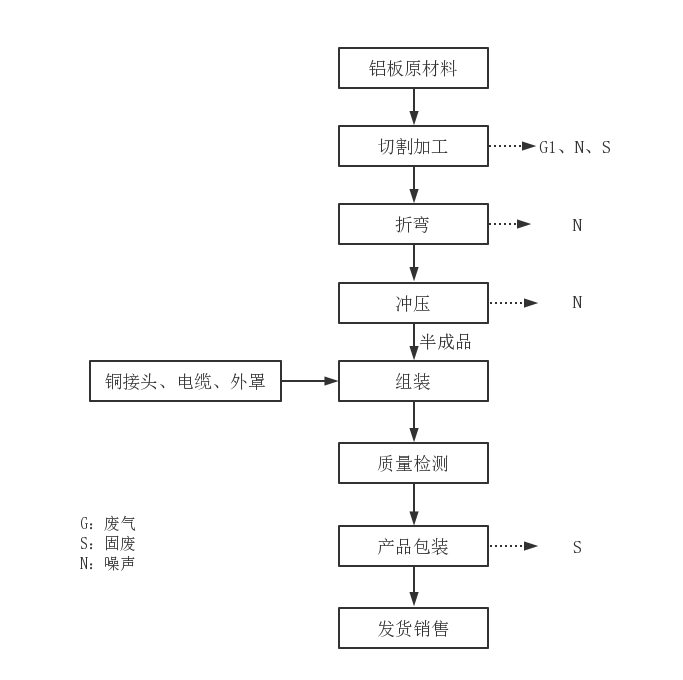 铝板原材料
切割加工
G1、N、S
折弯
N
冲压
N
半成品
铜接头、电缆、外罩
组装
质量检测
G：废气
S：固废
N：噪声
产品包装
S
发货销售